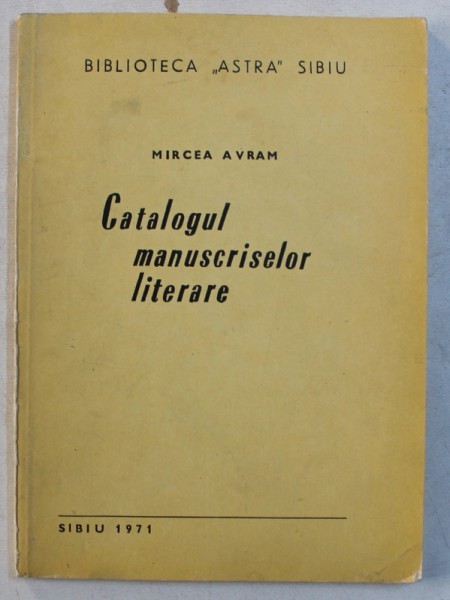 BIBLIOTECA „ASTRA” SIBIU
MIRCEA AVRAM
Catalogul
manuscriselor
literare
SIBIU 1971